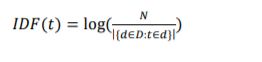 IDF(t) = log(N/|{d∈D:t∈d}|)